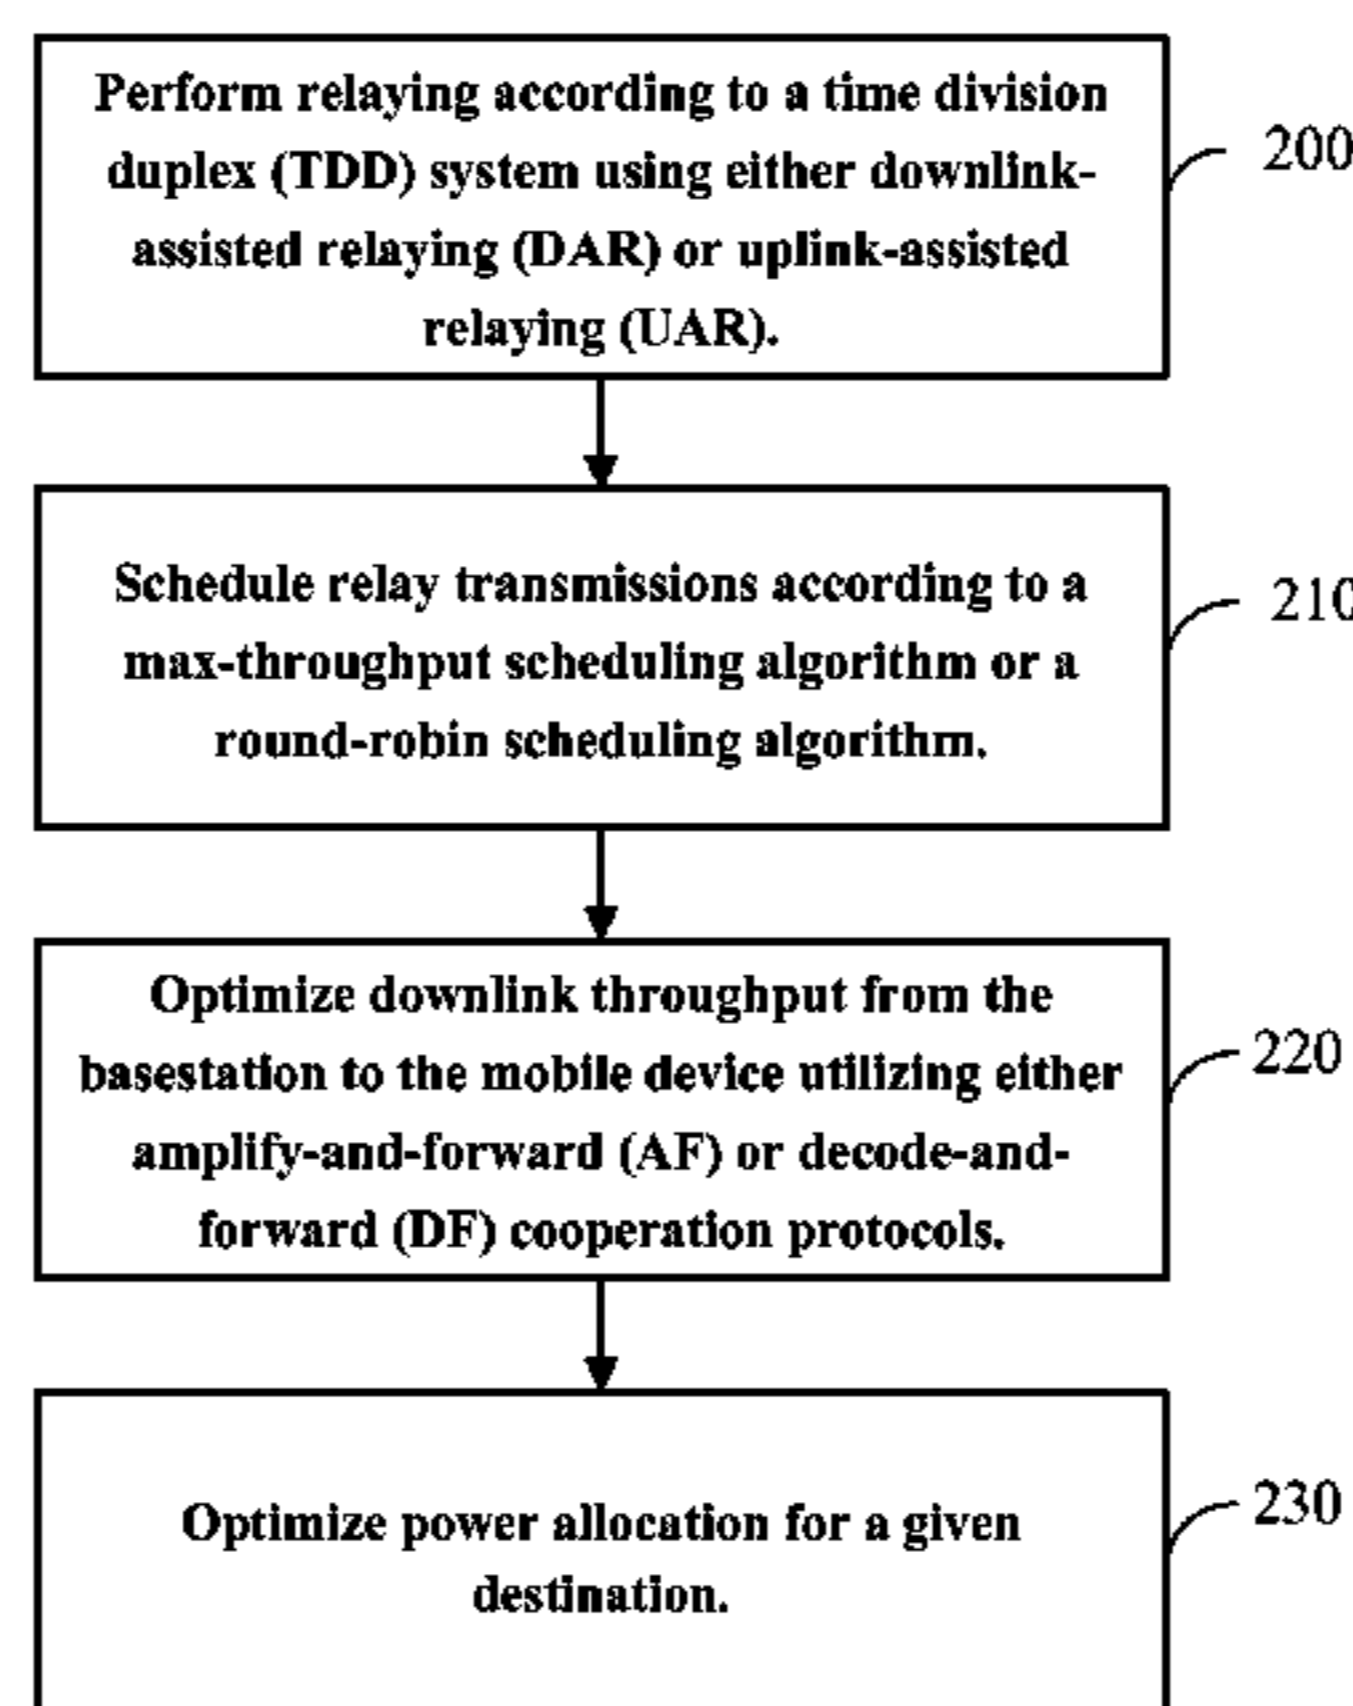 Perform relaying according to a time division
duplex (TDD) system using either downlink-
assisted relaying (DAR) or uplink-assisted
relaying (UAR).
200
Schedule relay transmissions according to a
max-throughput scheduling algorithm or a
round-robin scheduling algorithm.
210
Optimize downlink throughput from the
basestation to the mobile device utilizing either
amplify-and-forward (AF) or decode-and-
forward (DF) cooperation protocols.
220
Optimize power allocation for a given
destination.
230